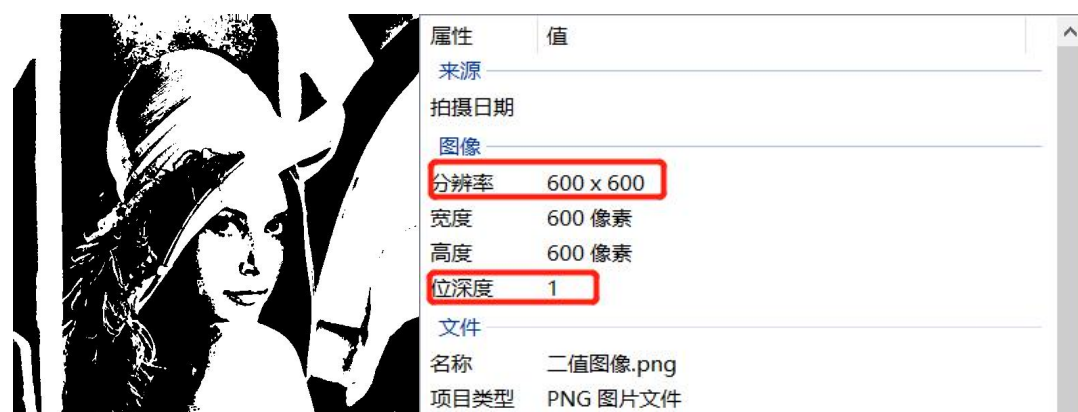 属性 值
来源
拍摄日期
图像
分辨率 600 x 600
宽度 600 像素
高度 600 像素
位深度 1
文件
名称 二值图像.png
项目类型 PNG 图片文件